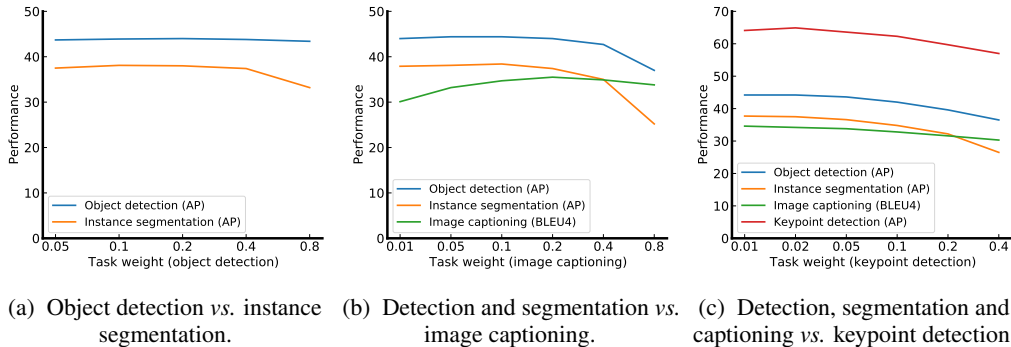 50
40
30
20
10
0
Performance
Object detection (AP)
Instance segmentation (AP)
0.05 0.1 0.2 0.4 0.8
Task weight (object detection)
(a) Object detection vs. instance
segmentation.
50
40
30
20
10
0
Performance
Object detection (AP)
Instance segmentation (AP)
Image captioning (BLEU4)
0.01 0.05 0.1 0.2 0.4 0.8
Task weight (image captioning)
(b) Detection and segmentation vs.
image captioning.
70
60
50
40
30
20
10
0
Performance
Object detection (AP)
Instance segmentation (AP)
Image captioning (BLEU4)
Keypoint detection (AP)
0.01 0.02 0.05 0.1 0.2 0.4
Task weight (keypoint detection)
(c) Detection, segmentation and
captioning vs. keypoint detection